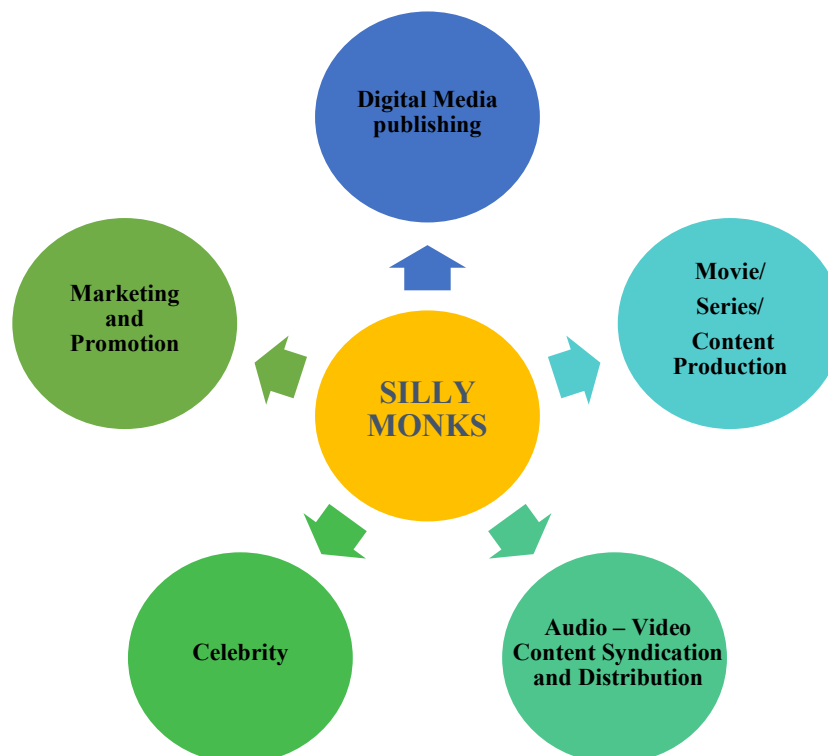 Digital Media
publishing
Marketing
and
Promotion
Movie/
Series/
Content
Production
SILLY
MONKS
Celebrity
Audio – Video
Content Syndication
and Distribution